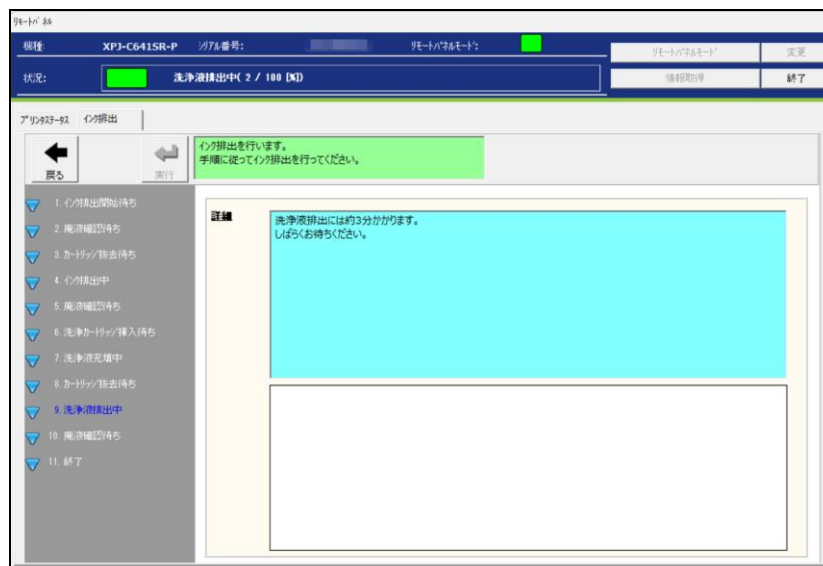 リモートパネル
機種:
XPJ-C641SR-P
シリアル番号:
リモートパネルモード:
リモートパネルモード
変更
状況:
洗浄液排出中( 2 / 100 [%])
情報取得
終了
プリンタステータス
インク排出
戻る
実行
インク排出を行います。
手順に従ってインク排出を行ってください。
1. インク排出開始待ち
2. 廃液確認待ち
3. カートリッジ抜去待ち
4. インク排出中
5. 廃液確認待ち
6. 洗浄カートリッジ挿入待ち
7. 洗浄液充填中
8. カートリッジ抜去待ち
9. 洗浄液排出中
10. 廃液確認待ち
11. 終了
詳細
洗浄液排出には約3分かかります。
しばらくお待ちください。